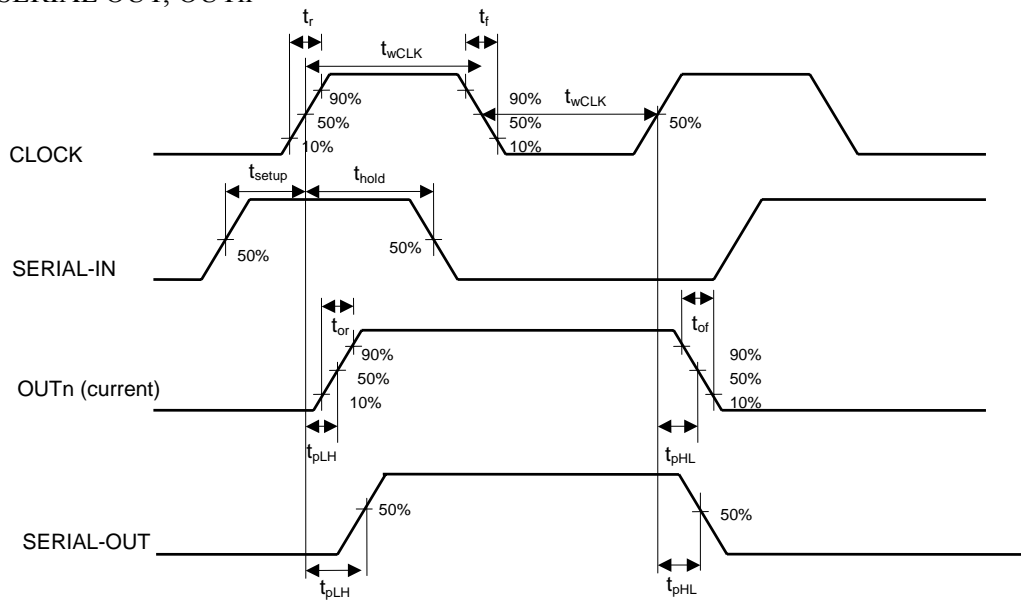 SERIAL OUT, OUTn
tr tf
twCLK
90% 90% twCLK
50% 50% 50%
CLOCK 10% 10%
tsetup thold
50% 50%
SERIAL-IN
tor tof
90% 90%
OUTn (current) 50% 50%
10% 10%
tpLH tpHL
50% 50%
SERIAL-OUT
tpLH tpHL